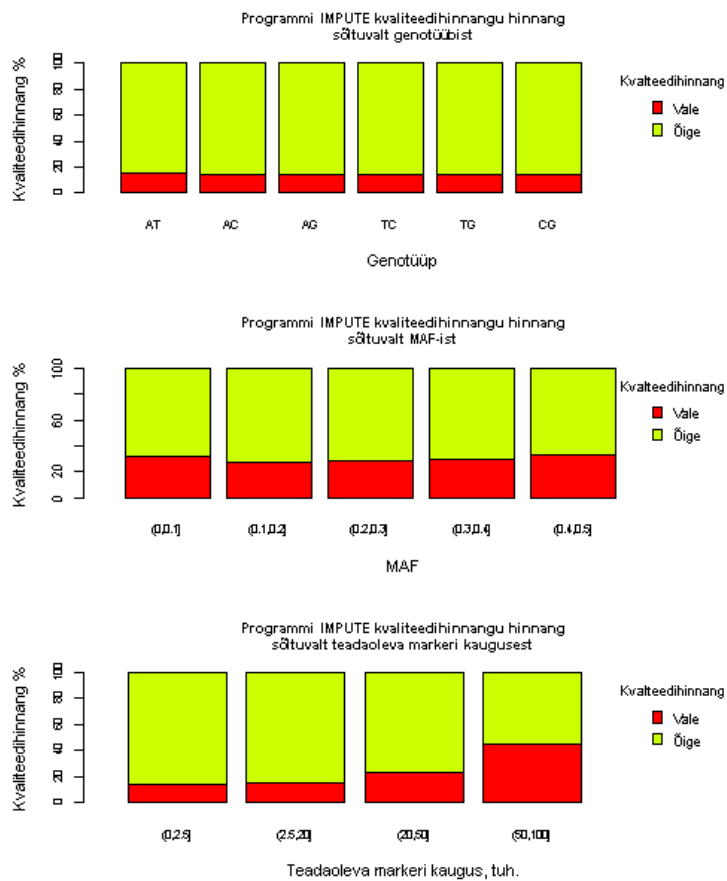 Programmi IMPUTE kvaliteedihinnangu hinnang
sõltuvalt genotüübist
Kvaliteedihinnang %
0 20 40 60 80 100
AT AC AG TC TG CG
Genotüüp
Kvalteedihinnang
Vale
Õige
Programmi IMPUTE kvaliteedihinnangu hinnang
sõltuvalt MAF-ist
Kvaliteedihinnang %
0 20 60 100
(0,0.1] (0.1,0.2] (0.2,0.3] (0.3,0.4] (0.4,0.5]
MAF
Kvalteedihinnang
Vale
Õige
Programmi IMPUTE kvaliteedihinnangu hinnang
sõltuvalt teadaoleva markeri kaugusest
Kvaliteedihinnang %
0 20 40 60 80 100
(0,2.5] (2.5,20] (20,50] (50,100]
Teadaoleva markeri kaugus, tuh.
Kvalteedihinnang
Vale
Õige